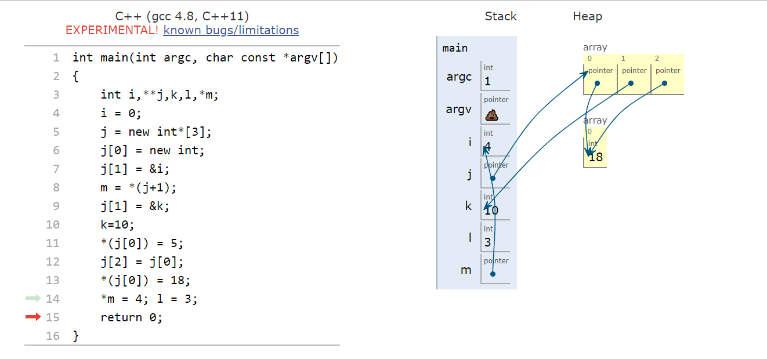 C++ (gcc 4.8, C++11)
EXPERIMENTAL! known bugs/limitations
1 int main(int argc, char const *argv[])
2 {
3 int i,**j,k,l,*m;
4 i = 0;
5 j = new int*[3];
6 j[0] = new int;
7 j[1] = &i;
8 m = *(j+1);
9 j[1] = &k;
10 k=10;
11 *(j[0]) = 5;
12 j[2] = j[0];
13 *(j[0]) = 18;
14 *m = 4; l = 3;
15 return 0;
16 }
Stack Heap
main
argc int
1
argv pointer
💩
i int
4
j pointer
k int
10
l int
3
m pointer
array
0 1 2
pointer pointer pointer
array
0
int
18